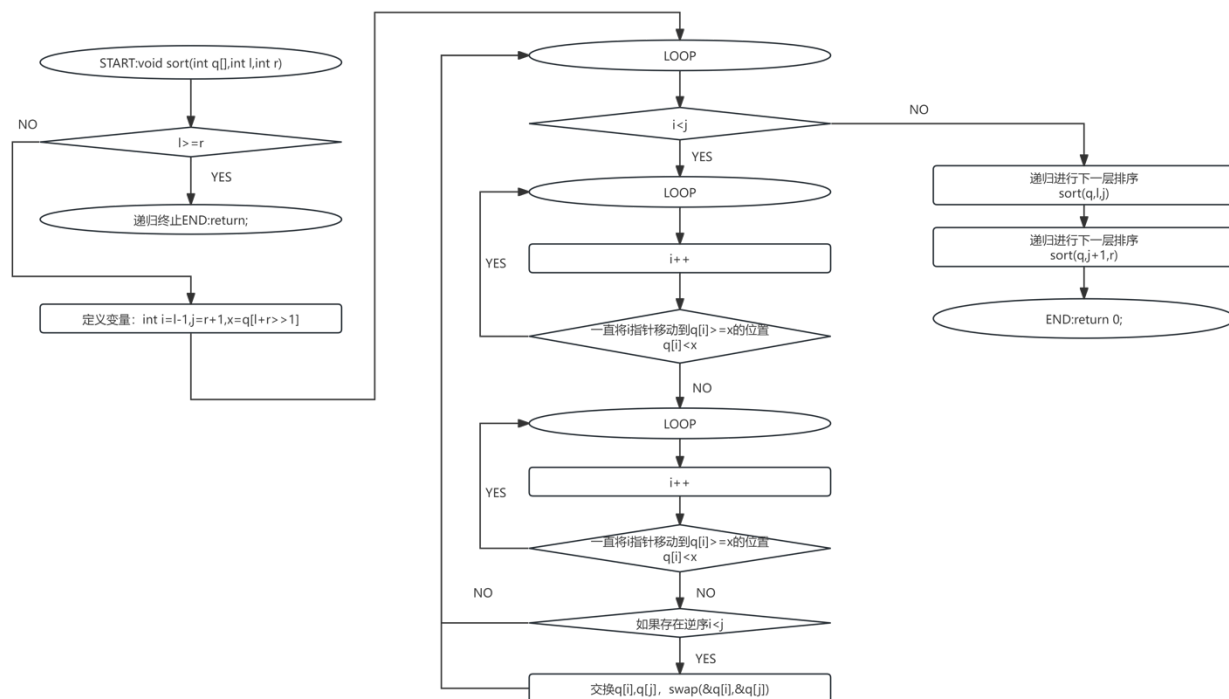 START:void sort(int q[],int l,int r)
NO
l>=r
YES
递归终止END:return;
定义变量：int i=l-1,j=r+1,x=q[l+r>>1]
LOOP
i<j
NO
YES
LOOP
YES
i++
一直将i指针移动到q[i]>=x的位置
q[i]<x
NO
LOOP
YES
i++
一直将i指针移动到q[i]>=x的位置
q[i]<x
NO
NO
如果存在逆序i<j
YES
交换q[i],q[j]，swap(&q[i],&q[j])
递归进行下一层排序
sort(q,l,j)
递归进行下一层排序
sort(q,j+1,r)
END:return 0;